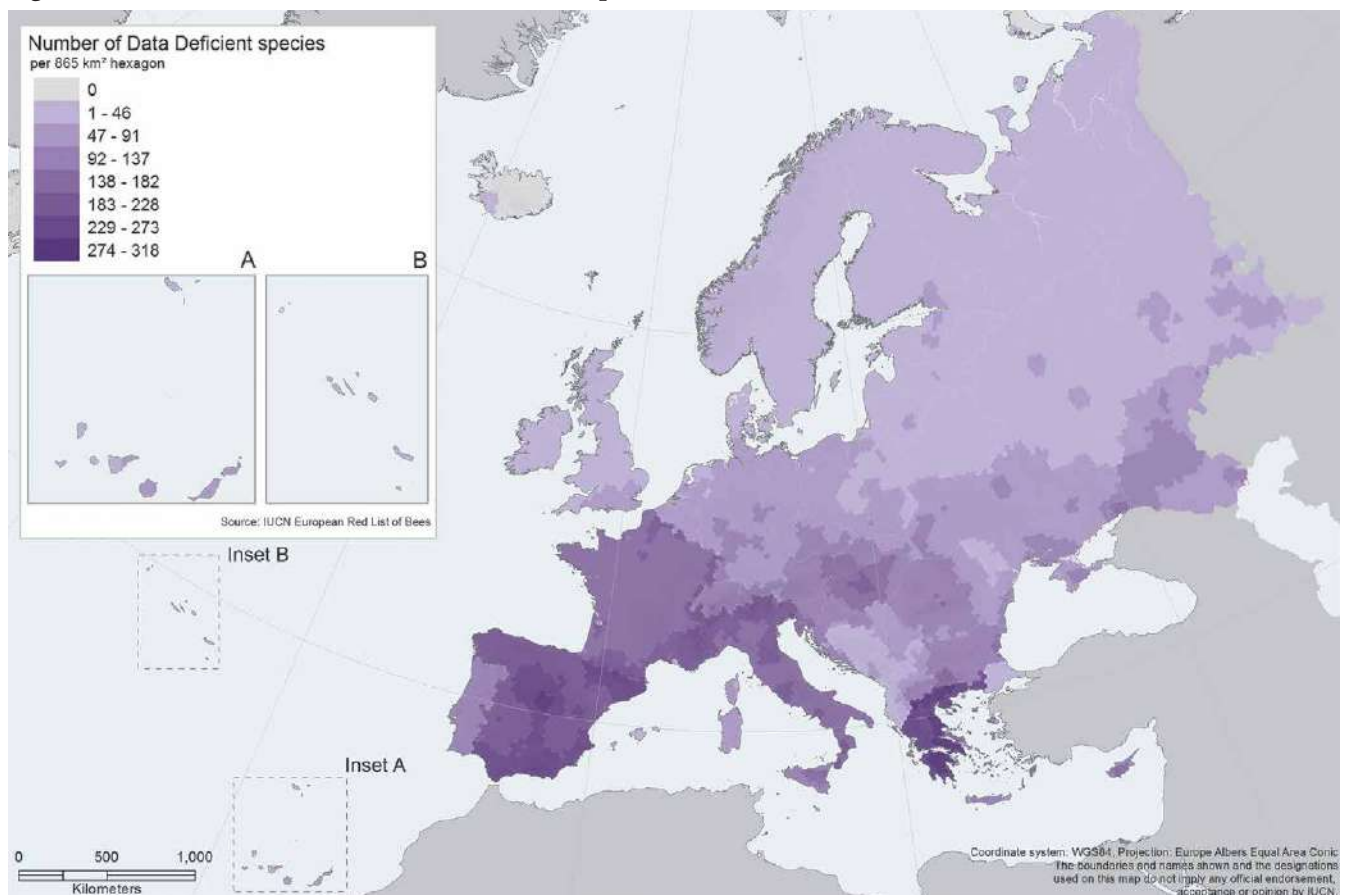 Number of Data Deficient species
per 865 km² hexagon
0
1 - 46
47 - 91
92 - 137
138 - 182
183 - 228
229 - 273
274 - 318
A
B
Source: IUCN European Red List of Bees
Inset B
Inset A
0 500 1,000
Kilometers
Coordinate system: WGS84, Projection: Europe Albers Equal Area Conic
The boundaries and names shown and the designations
used on this map do not imply any official endorsement,
acceptance or opinion by IUCN.